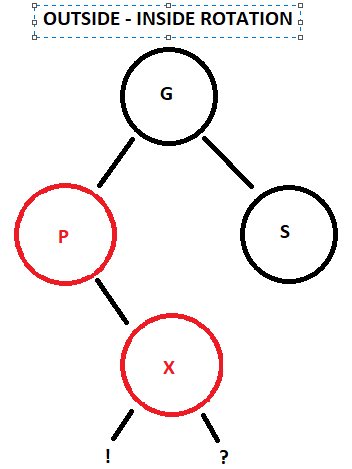 OUTSIDE - INSIDE ROTATION
G
P
S
X
! ?